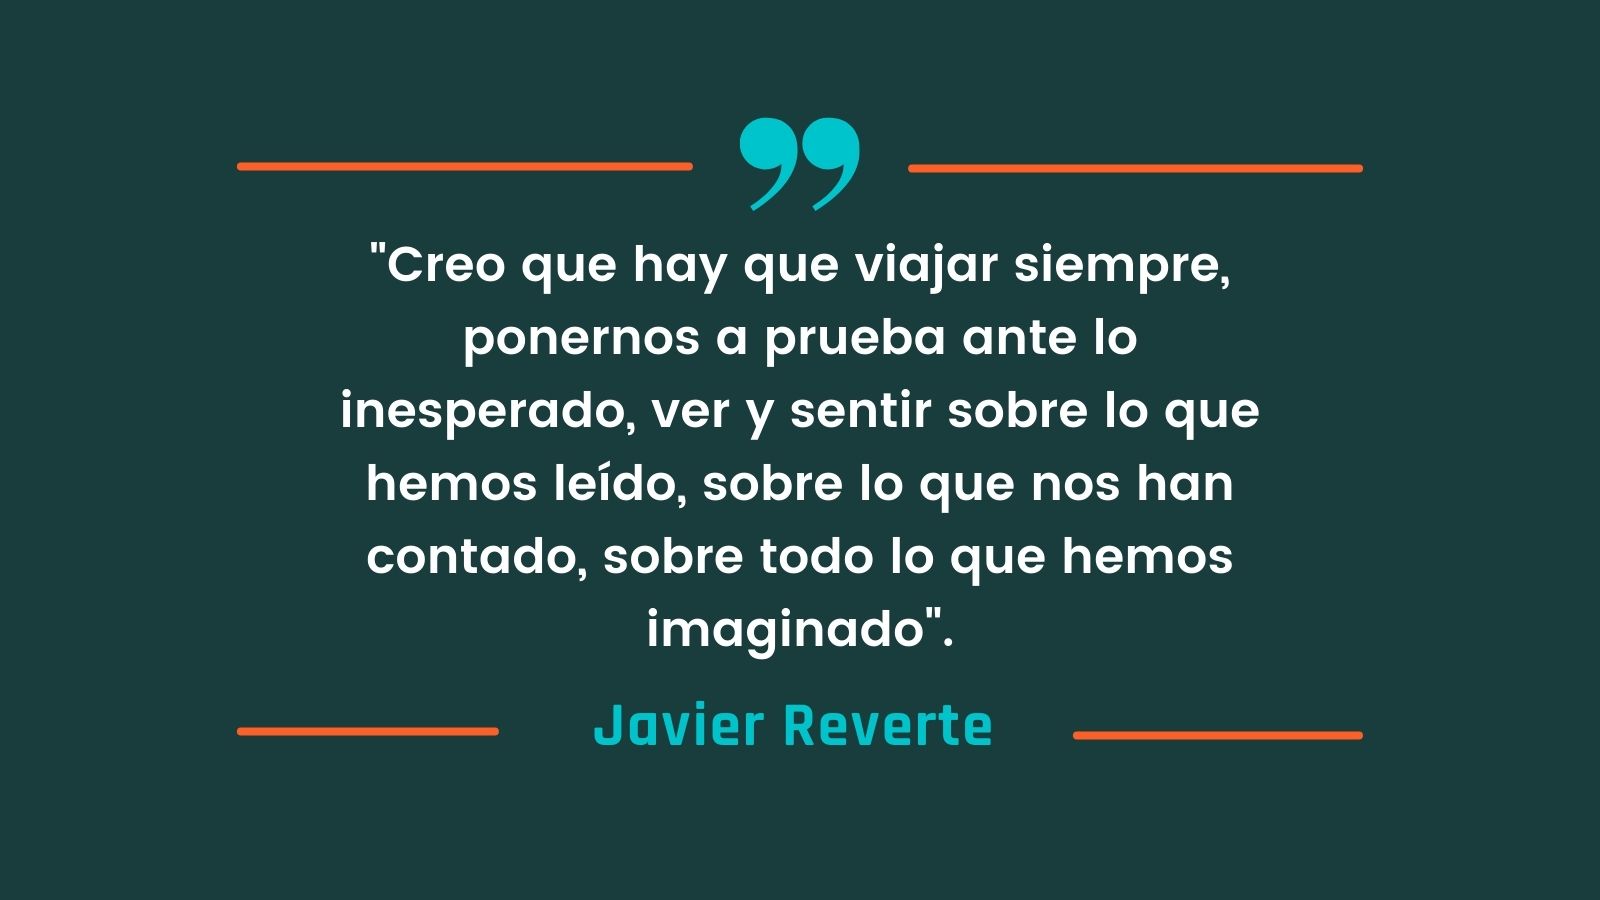 "Creo que hay que viajar siempre,
ponernos a prueba ante lo
inesperado, ver y sentir sobre lo que
hemos leído, sobre lo que nos han
contado, sobre todo lo que hemos
imaginado".
Javier Reverte